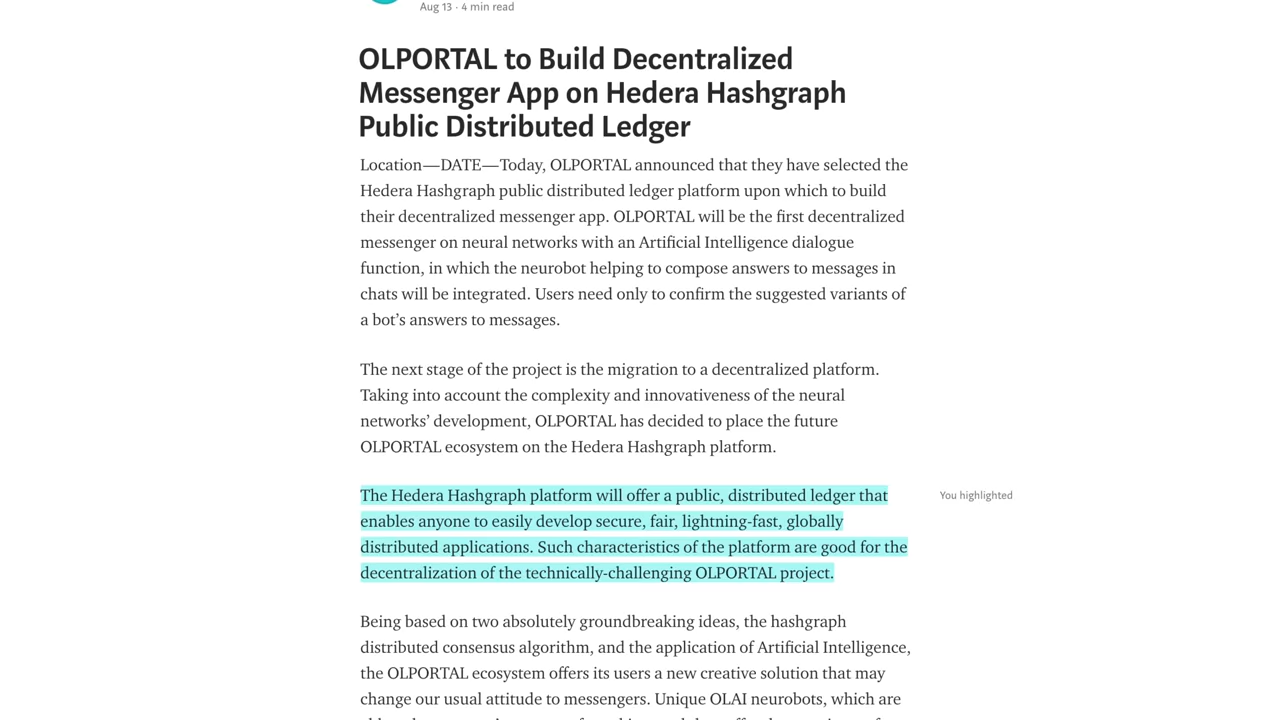 Aug 13 · 4 min read
OLPORTAL to Build Decentralized
Messenger App on Hedera Hashgraph
Public Distributed Ledger
Location—DATE—Today, OLPORTAL announced that they have selected the
Hedera Hashgraph public distributed ledger platform upon which to build
their decentralized messenger app. OLPORTAL will be the first decentralized
messenger on neural networks with an Artificial Intelligence dialogue
function, in which the neurobot helping to compose answers to messages in
chats will be integrated. Users need only to confirm the suggested variants of
a bot’s answers to messages.
The next stage of the project is the migration to a decentralized platform.
Taking into account the complexity and innovativeness of the neural
networks’ development, OLPORTAL has decided to place the future
OLPORTAL ecosystem on the Hedera Hashgraph platform.
The Hedera Hashgraph platform will offer a public, distributed ledger that
You highlighted
enables anyone to easily develop secure, fair, lightning-fast, globally
distributed applications. Such characteristics of the platform are good for the
decentralization of the technically-challenging OLPORTAL project.
Being based on two absolutely groundbreaking ideas, the hashgraph
distributed consensus algorithm, and the application of Artificial Intelligence,
the OLPORTAL ecosystem offers its users a new creative solution that may
change our usual attitude to messengers. Unique OLAI neurobots, which are